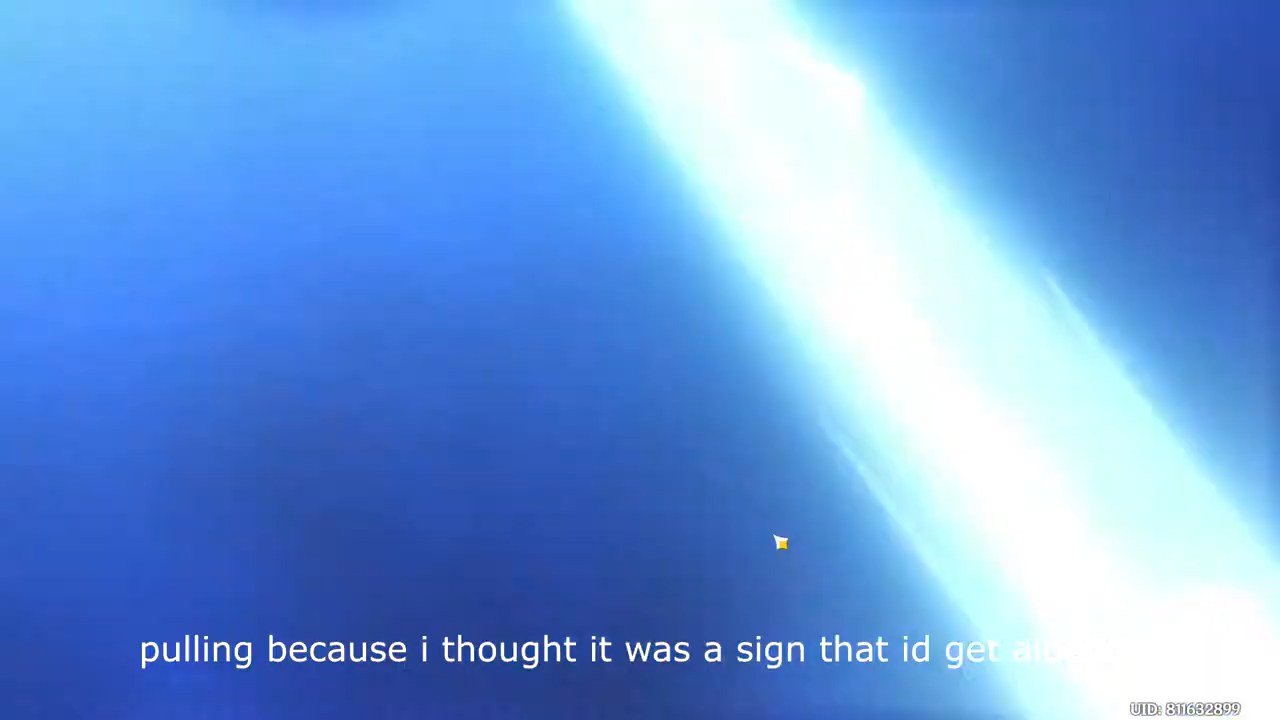 pulling because i thought it was a sign that id get
UID: 811632899